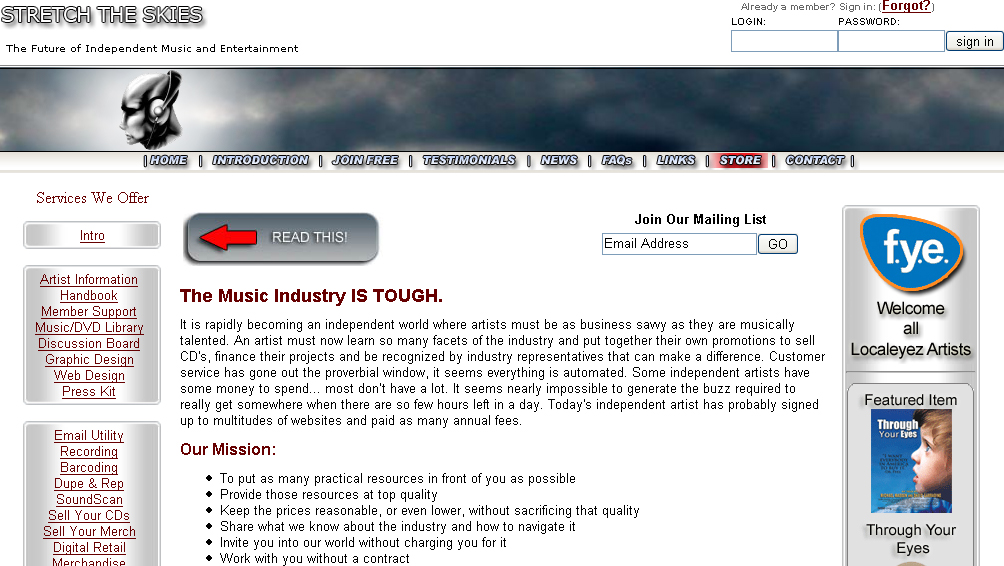 STRETCH THE SKIES
The Future of Independent Music and Entertainment
Already a member? Sign in: (Forgot?)
LOGIN: PASSWORD:
sign in
| HOME | INTRODUCTION | JOIN FREE | TESTIMONIALS | NEWS | FAQs | LINKS | STORE | CONTACT |
Services We Offer
Intro
Artist Information
Handbook
Member Support
Music/DVD Library
Discussion Board
Graphic Design
Web Design
Press Kit
Email Utility
Recording
Barcoding
Dupe & Rep
SoundScan
Sell Your CDs
Sell Your Merch
Digital Retail
Merchandise
READ THIS!
Join Our Mailing List
Email Address GO
The Music Industry IS TOUGH.
It is rapidly becoming an independent world where artists must be as business savvy as they are musically
talented. An artist must now learn so many facets of the industry and put together their own promotions to sell
CD's, finance their projects and be recognized by industry representatives that can make a difference. Customer
service has gone out the proverbial window, it seems everything is automated. Some independent artists have
some money to spend... most don't have a lot. It seems nearly impossible to generate the buzz required to
really get somewhere when there are so few hours left in a day. Today's independent artist has probably signed
up to multitudes of websites and paid as many annual fees.
Our Mission:
To put as many practical resources in front of you as possible
Provide those resources at top quality
Keep the prices reasonable, or even lower, without sacrificing that quality
Share what we know about the industry and how to navigate it
Invite you into our world without charging you for it
Work with you without a contract
f.y.e.
Welcome
all
Localeyez Artists
Featured Item
Through
Your Eyes
Through Your
Eyes